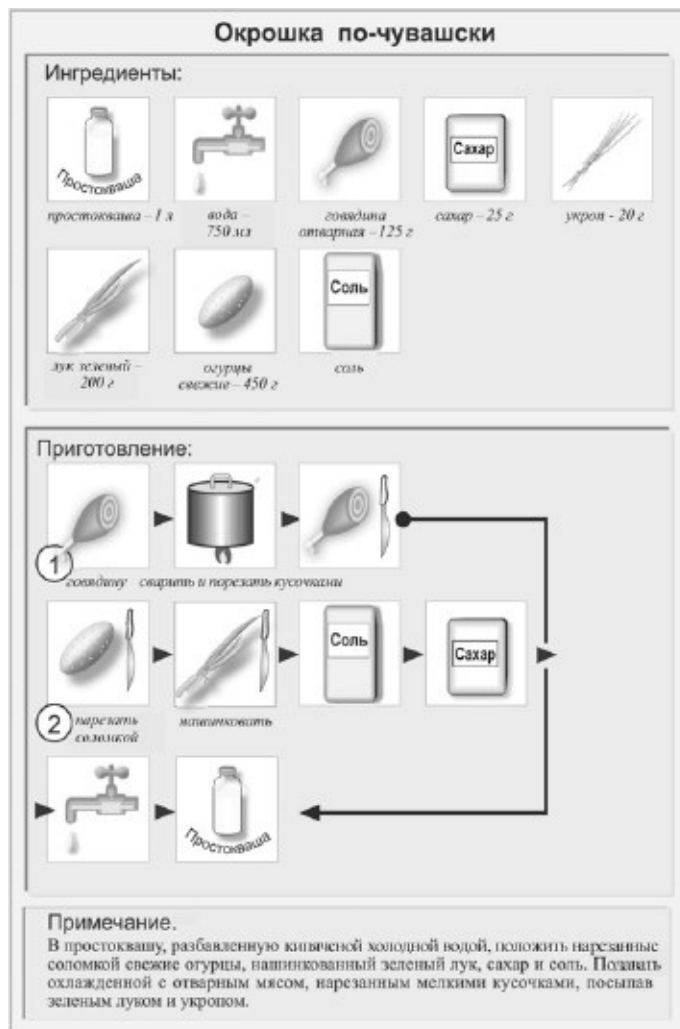 Окрошка по-чувашски
Ингредиенты:
Простокваша
Сахар
простокваша – 1 л
вода –
750 мл
говядина
отварная – 125 г
сахар – 25 г
укроп - 20 г
Соль
лук зеленый –
200 г
огурцы
свежие – 450 г
соль
Приготовление:
1
говядину сварить и порезать кусочками
Соль
Сахар
2
нарезать
соломкой
нашинковать
Простокваша
Примечание.
В простоквашу, разбавленную кипяченой холодной водой, положить нарезанные
соломкой свежие огурцы, нашинкованный зеленый лук, сахар и соль. Подавать
охлажденной с отварным мясом, нарезанным мелкими кусочками, посыпав
зеленым луком и укропом.